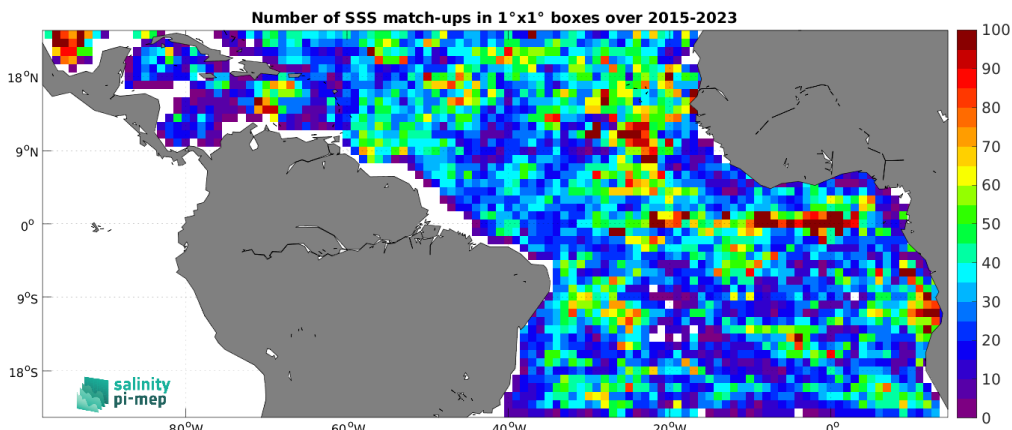 Number of SSS match-ups in 1°x1° boxes over 2015-2023
100
90
80
70
60
50
40
30
20
10
0
18°N
9°N
0°
9°S
18°S
80°W
60°W
40°W
20°W
0°
salinity
pi-mep